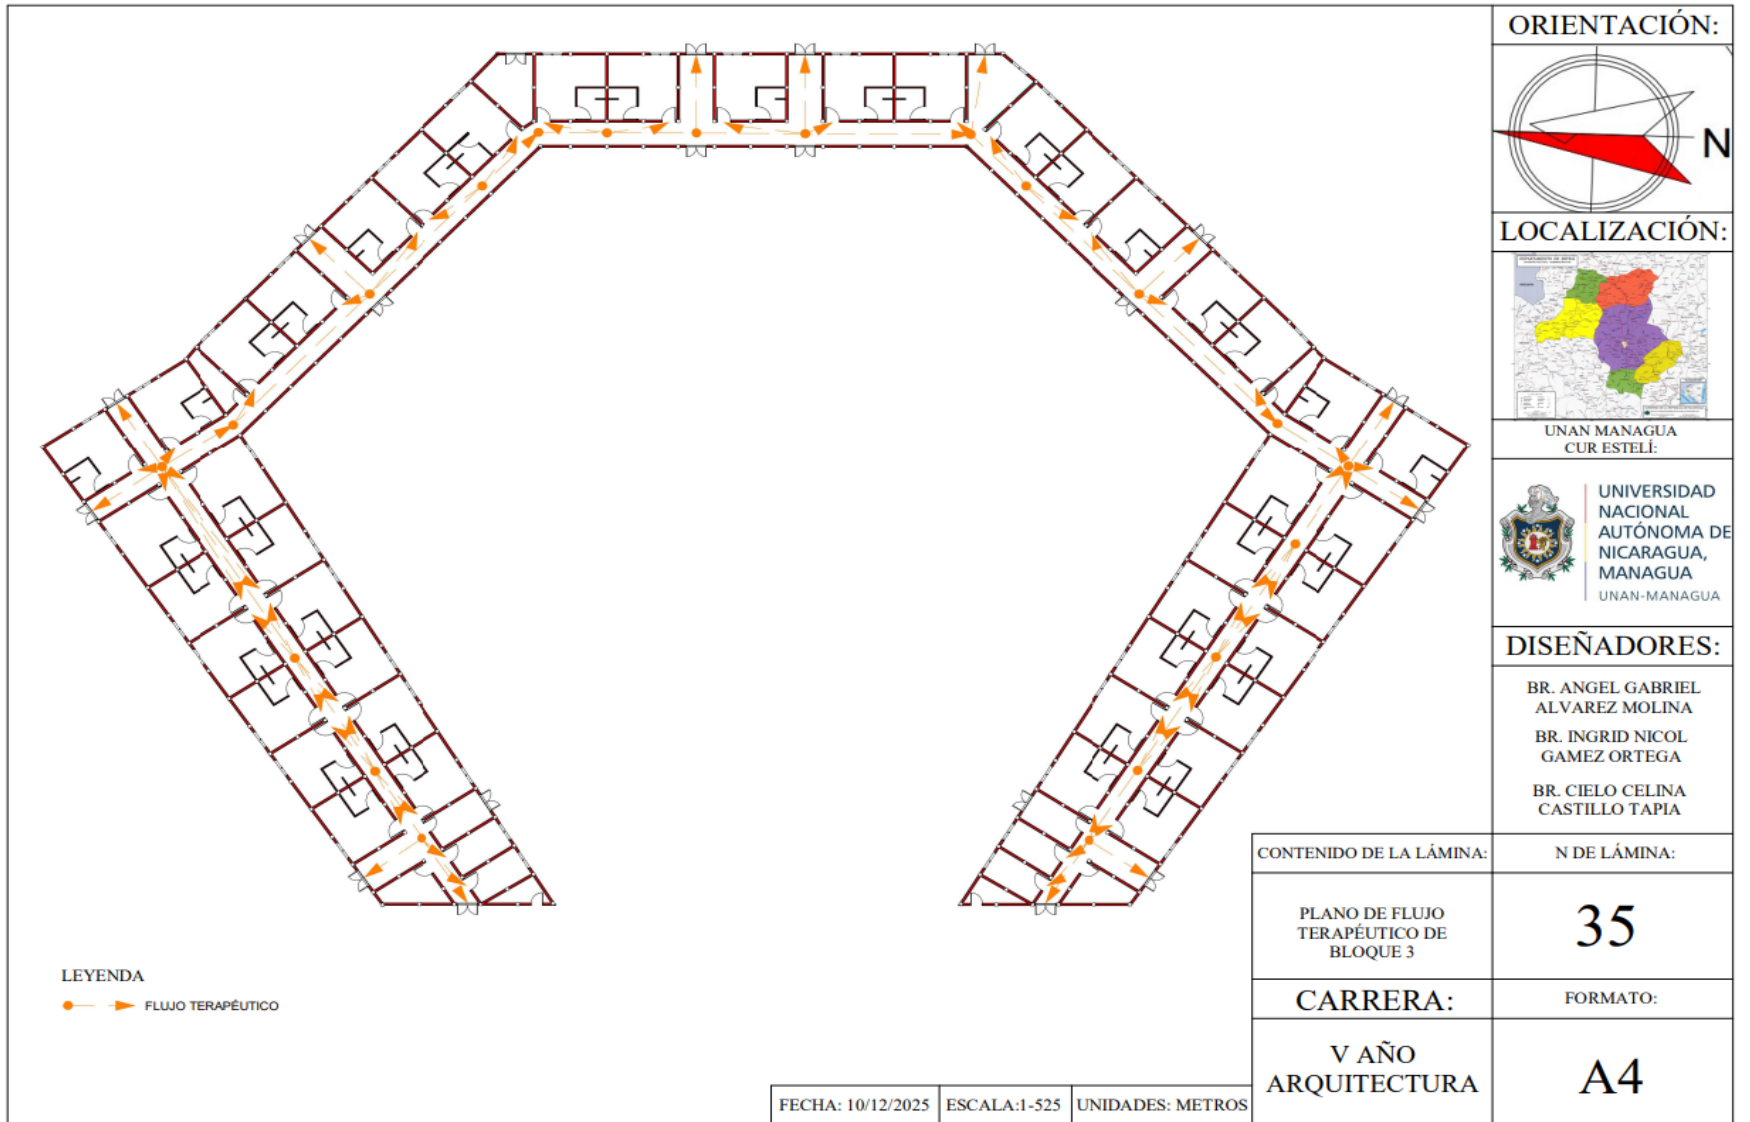 ORIENTACIÓN:
N
LOCALIZACIÓN:
UNAN MANAGUA
CUR ESTELÍ:
UNIVERSIDAD
NACIONAL
AUTÓNOMA DE
NICARAGUA,
MANAGUA
UNAN-MANAGUA
DISEÑADORES:
BR. ANGEL GABRIEL
ALVAREZ MOLINA
BR. INGRID NICOL
GAMEZ ORTEGA
BR. CIELO CELINA
CASTILLO TAPIA
CONTENIDO DE LA LÁMINA:
N DE LÁMINA:
PLANO DE FLUJO
TERAPÉUTICO DE
BLOQUE 3
35
CARRERA:
FORMATO:
V AÑO
ARQUITECTURA
A4
LEYENDA
FLUJO TERAPÉUTICO
FECHA: 10/12/2025
ESCALA:1-525
UNIDADES: METROS